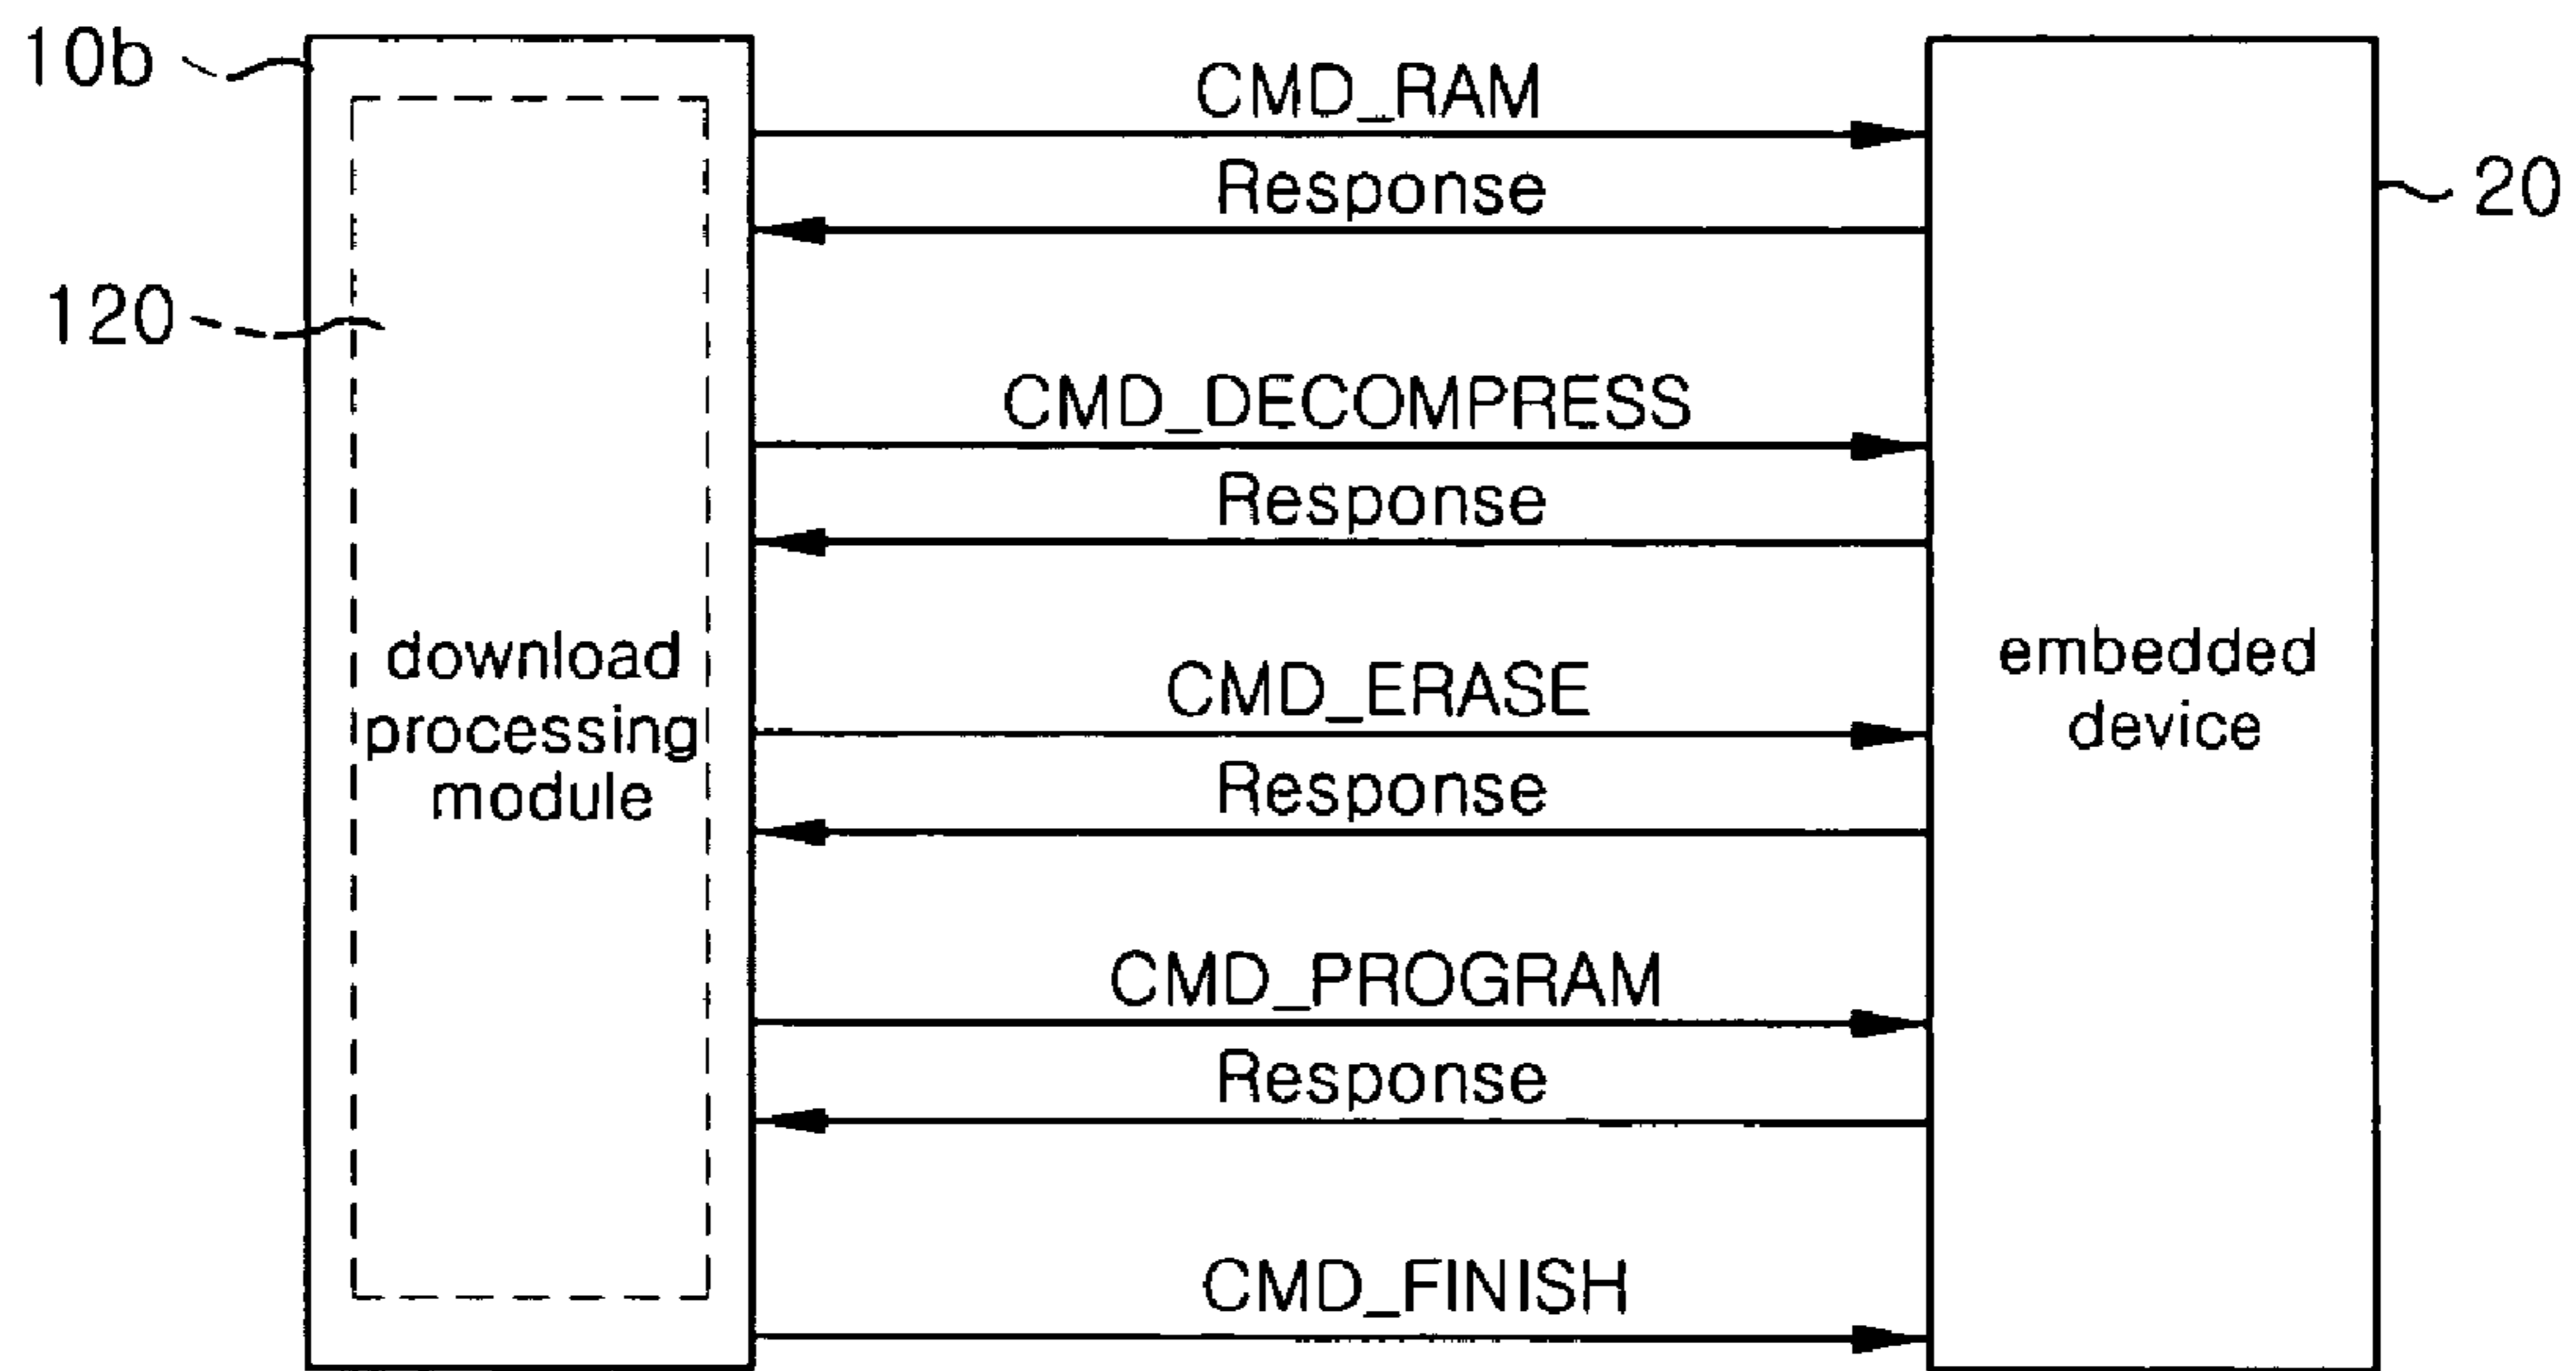 10b
CMD_RAM
Response
20
120
CMD_DECOMPRESS
Response
download
processing
module
embedded
device
CMD_ERASE
Response
CMD_PROGRAM
Response
CMD_FINISH